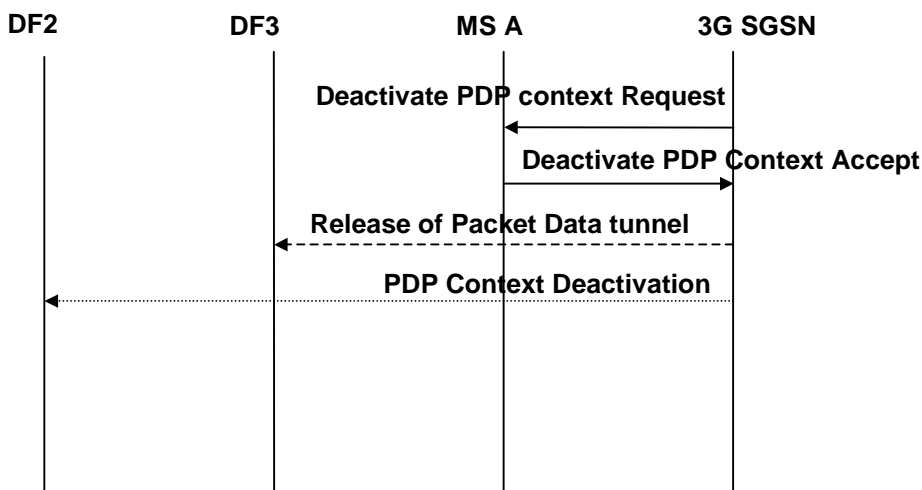 DF2 DF3 MS A 3G SGSN
Deactivate PDP context Request
Deactivate PDP Context Accept
Release of Packet Data tunnel
PDP Context Deactivation